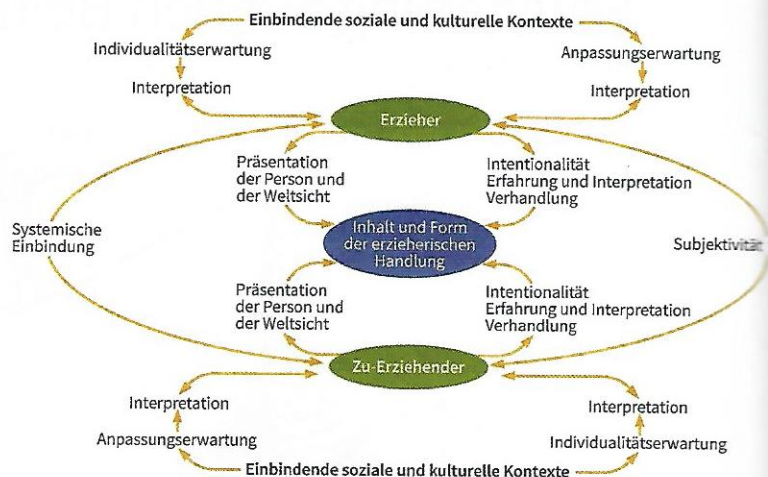 Einbindende soziale und kulturelle Kontexte
Individualitätserwartung
Anpassungserwartung
Interpretation
Interpretation
Erzieher
Präsentation
der Person und
der Weltsicht
Intentionalität
Erfahrung und Interpretation
Verhandlung
Systemische
Einbindung
Inhalt und Form
der erzieherischen
Handlung
Subjektivität
Präsentation
der Person und
der Weltsicht
Intentionalität
Erfahrung und Interpretation
Verhandlung
Zu-Erziehender
Interpretation
Interpretation
Anpassungserwartung
Individualitätserwartung
Einbindende soziale und kulturelle Kontexte